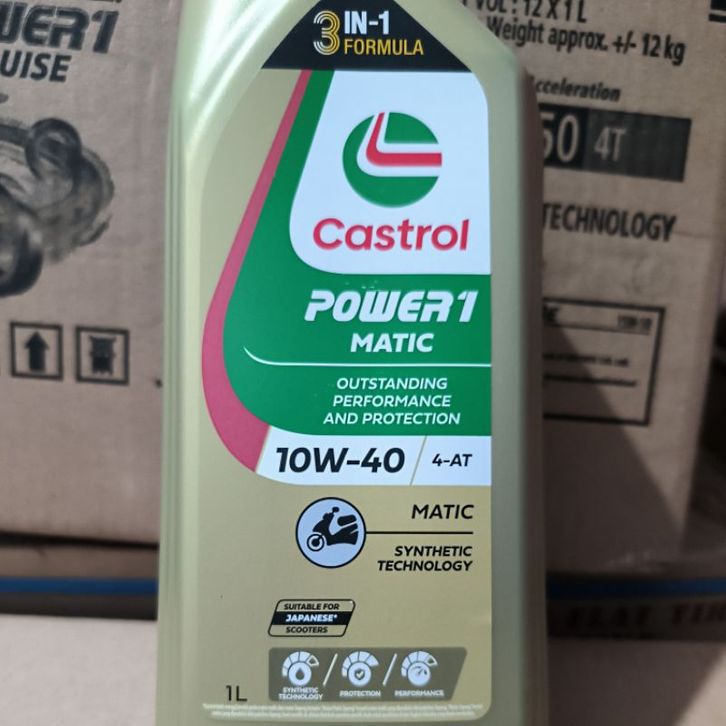 3 IN-1
FORMULA
Castrol
POWER1
MATIC
OUTSTANDING
PERFORMANCE
AND PROTECTION
10W-40
4-AT
MATIC
SYNTHETIC
TECHNOLOGY
SUITABLE FOR
JAPANESE*
SCOOTERS
1L
SYNTHETIC
TECHNOLOGY
PROTECTION
PERFORMANCE
WER1
UISE
VOL: 12 X 1 L
Weight approx. +/- 12 kg
cceleration
50 4T
TECHNOLOGY